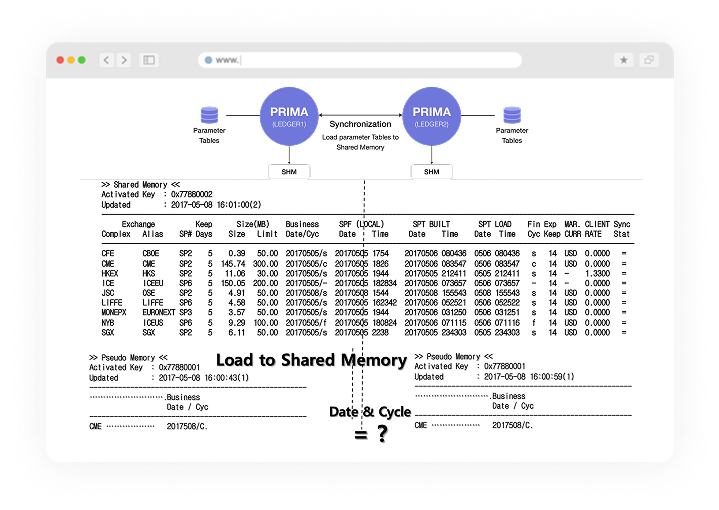 www.
PRIMA
(LEDGER1)
PRIMA
(LEDGER2)
Synchronization
Load parameter Tables to
Shared Memory
Parameter
Tables
Parameter
Tables
SHM
SHM
>> Shared Memory <<
Activated Key : 0x77880002
Updated : 2017-05-08 16:01:00(2)
Exchange Keep Size(MB) Business SPF (LOCAL) SPT BUILT SPT LOAD Fin Exp MAR. CLIENT Sync
Complex Alias SP# Days Size Limit Date/Cyc Date Time Date Time Date Time Cyc Keep CURR RATE Stat
CFE CBOE SP2 5 0.39 50.00 20170505/s 20170505 1754 20170506 080436 0506 080436 s 14 USD 0.0000 =
CME CME SP2 5 145.74 300.00 20170505/c 20170505 1826 20170506 083547 0506 083547 c 14 USD 0.0000 =
HKEX HKS SP2 5 11.06 30.00 20170505/s 20170505 1944 20170505 212411 0505 212411 s 14 – 1.3300 =
ICE ICEEU SP6 5 150.05 200.00 20170505/- 20170505 182834 20170506 073657 0506 073657 - 14 – 0.0000 =
JSC OSE SP2 5 4.91 50.00 20170508/s 20170508 1544 20170508 155543 0508 155543 s 14 USD 0.0000 =
LIFFE LIFFE SP6 5 4.58 50.00 20170505/s 20170505 162342 20170506 052521 0506 052522 s 14 USD 0.0000 =
MONEPX EURONEXT SP3 5 3.57 50.00 20170505/s 20170505 1944 20170506 031250 0506 031251 s 14 USD 0.0000 =
NYB ICEUS SP6 5 9.29 100.00 20170505/f 20170505 180824 20170506 071115 0506 071116 f 14 USD 0.0000 =
SGX SGX SP2 5 6.11 50.00 20170505/s 20170505 2238 20170505 234303 0505 234303 s 14 USD 0.0000 =
Load to Shared Memory
>> Pseudo Memory <<
Activated Key : 0x77880001
Updated : 2017-05-08 16:00:43(1)
.Business
Date / Cyc
CME ·················· 2017508/C.
>> Pseudo Memory <<
Activated Key : 0x77880001
Updated : 2017-05-08 16:00:59(1)
.Business
Date / Cyc
CME ·················· 2017508/C.
Date & Cycle
= ?